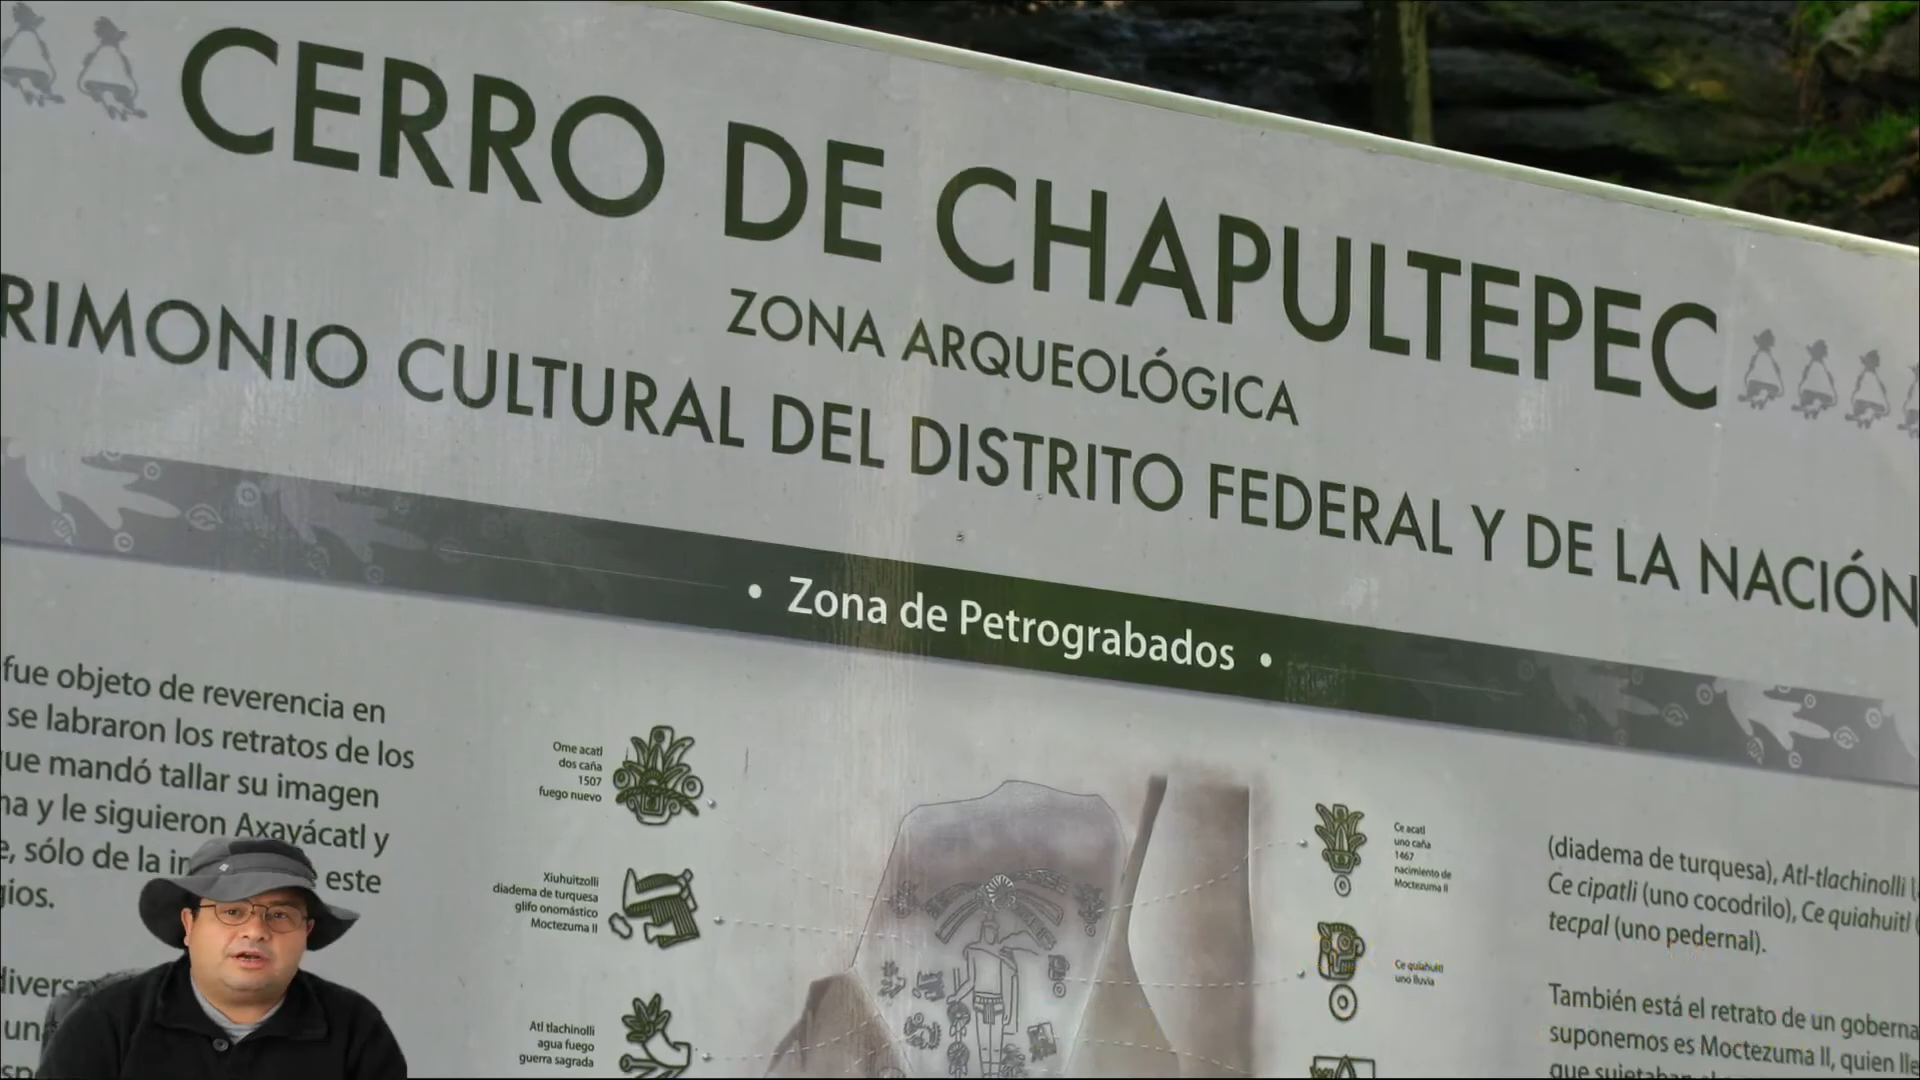 CERRO DE CHAPULTEPEC
ZONA ARQUEOLÓGICA
RIMONIO CULTURAL DEL DISTRITO FEDERAL Y DE LA NACIÓN
• Zona de Petrograbados •
fue objeto de reverencia en
se labraron los retratos de los
ue mandó tallar su imagen
na y le siguieron Axayácatl y
e, sólo de la in este
gios.
diversa
una
Ome acatl
dos caña
1507
fuego nuevo
Xiuhuitzolli
diadema de turquesa
glifo onomástico
Moctezuma II
Atl tlachinolli
agua fuego
guerra sagrada
Ce acatl
uno caña
1467
nacimiento de
Moctezuma II
Ce quiahuitl
uno lluvia
(diadema de turquesa), Atl-tlachinolli
Ce cipatli (uno cocodrilo), Ce quiahuitl
tecpal (uno pedernal).
También está el retrato de un goberna
suponemos es Moctezuma II, quien lle
que sujetaban